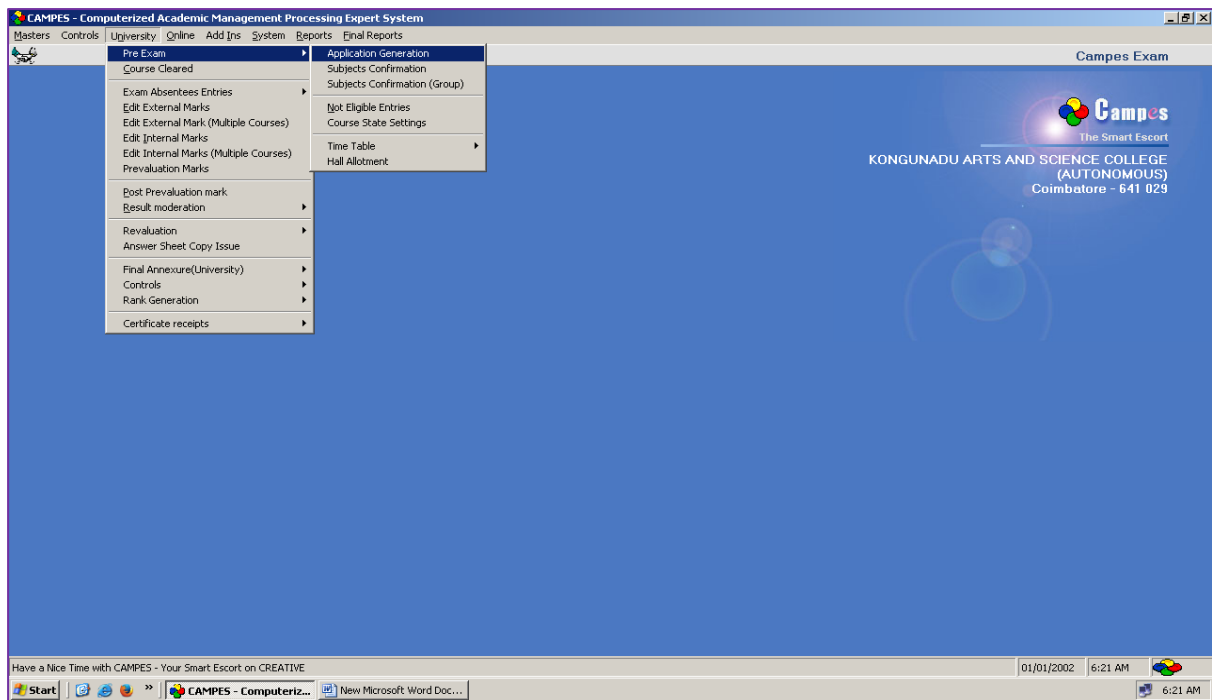 CAMPES - Computerized Academic Management Processing Expert System
Masters Controls University Online Add Ins System Reports Final Reports
Campes Exam
Pre Exam
Course Cleared
Exam Absentees Entries
Edit External Marks
Edit External Mark (Multiple Courses)
Edit Internal Marks
Edit Internal Marks (Multiple Courses)
Prevaluation Marks
Post Prevaluation mark
Result moderation
Revaluation
Answer Sheet Copy Issue
Final Annexure(University)
Controls
Rank Generation
Certificate receipts
Application Generation
Subjects Confirmation
Subjects Confirmation (Group)
Not Eligible Entries
Course State Settings
Time Table
Hall Allotment
Campes
The Smart Escort
KONGUNADU ARTS AND SCIENCE COLLEGE
(AUTONOMOUS)
Coimbatore - 641 029
Have a Nice Time with CAMPES - Your Smart Escort on CREATIVE
01/01/2002 6:21 AM
Start » CAMPES - Computeriz... New Microsoft Word Doc... 6:21 AM